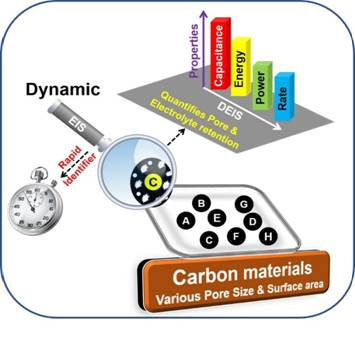 Properties
Capacitance
Energy
Power
Rate
DEIS
Quantifies Pore &
Electrolyte retention
Dynamic
EIS
Rapid
Identifier
C
B
G
A
E
D
C
F
H
Carbon materials
Various Pore Size & Surface area